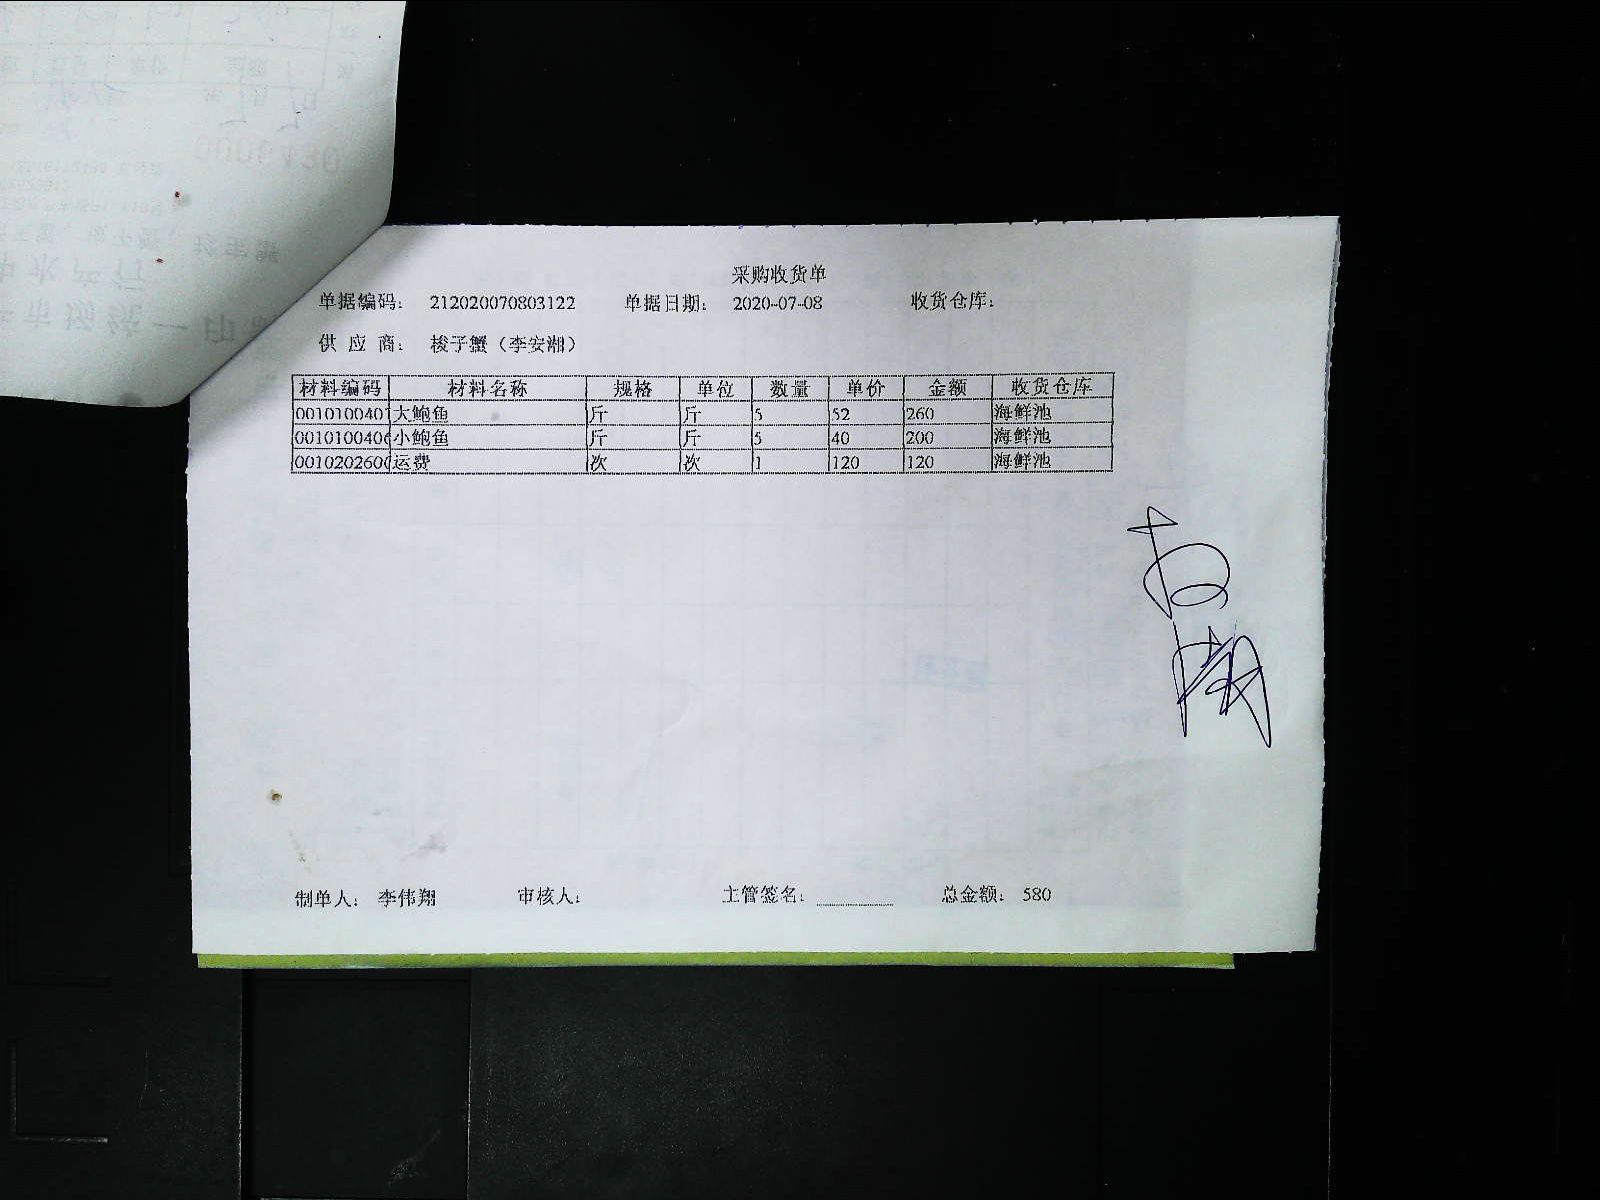 采购收货单
单据编码: 212020070803122 单据日期: 2020-07-08 收货仓库:
供 应 商: 梭子蟹(李安湘)
材料编码 材料名称 规格 单位 数量 单价 金额 收货仓库
0010100401 大鲍鱼 斤 斤 5 52 260 海鲜池
001010040 小鲍鱼 斤 斤 5 40 200 海鲜池
001020260 运费 次 次 1 120 120 海鲜池
制单人: 李伟翔 审核人: 主管签名: 总金额: 580